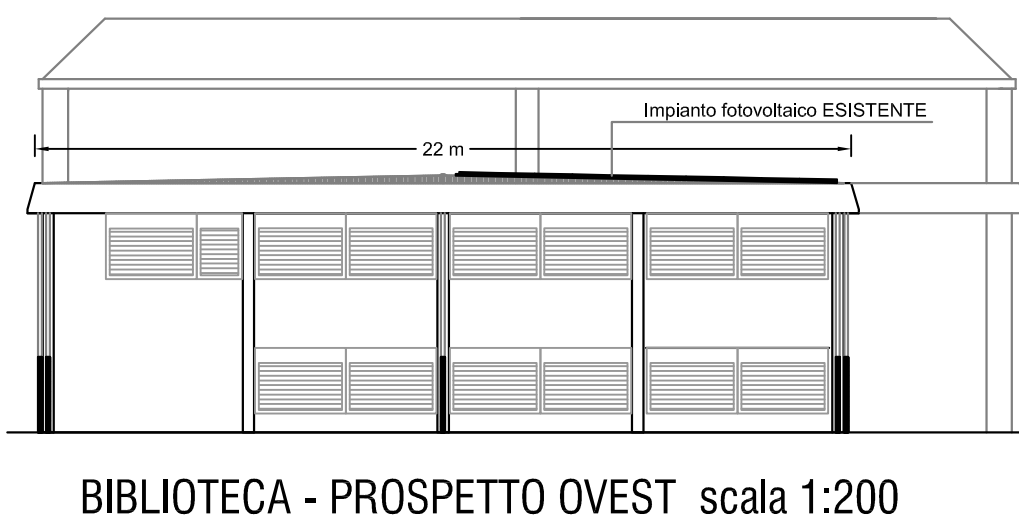 Impianto fotovoltaico ESISTENTE
22 m
BIBLIOTECA - PROSPETTO OVEST scala 1:200